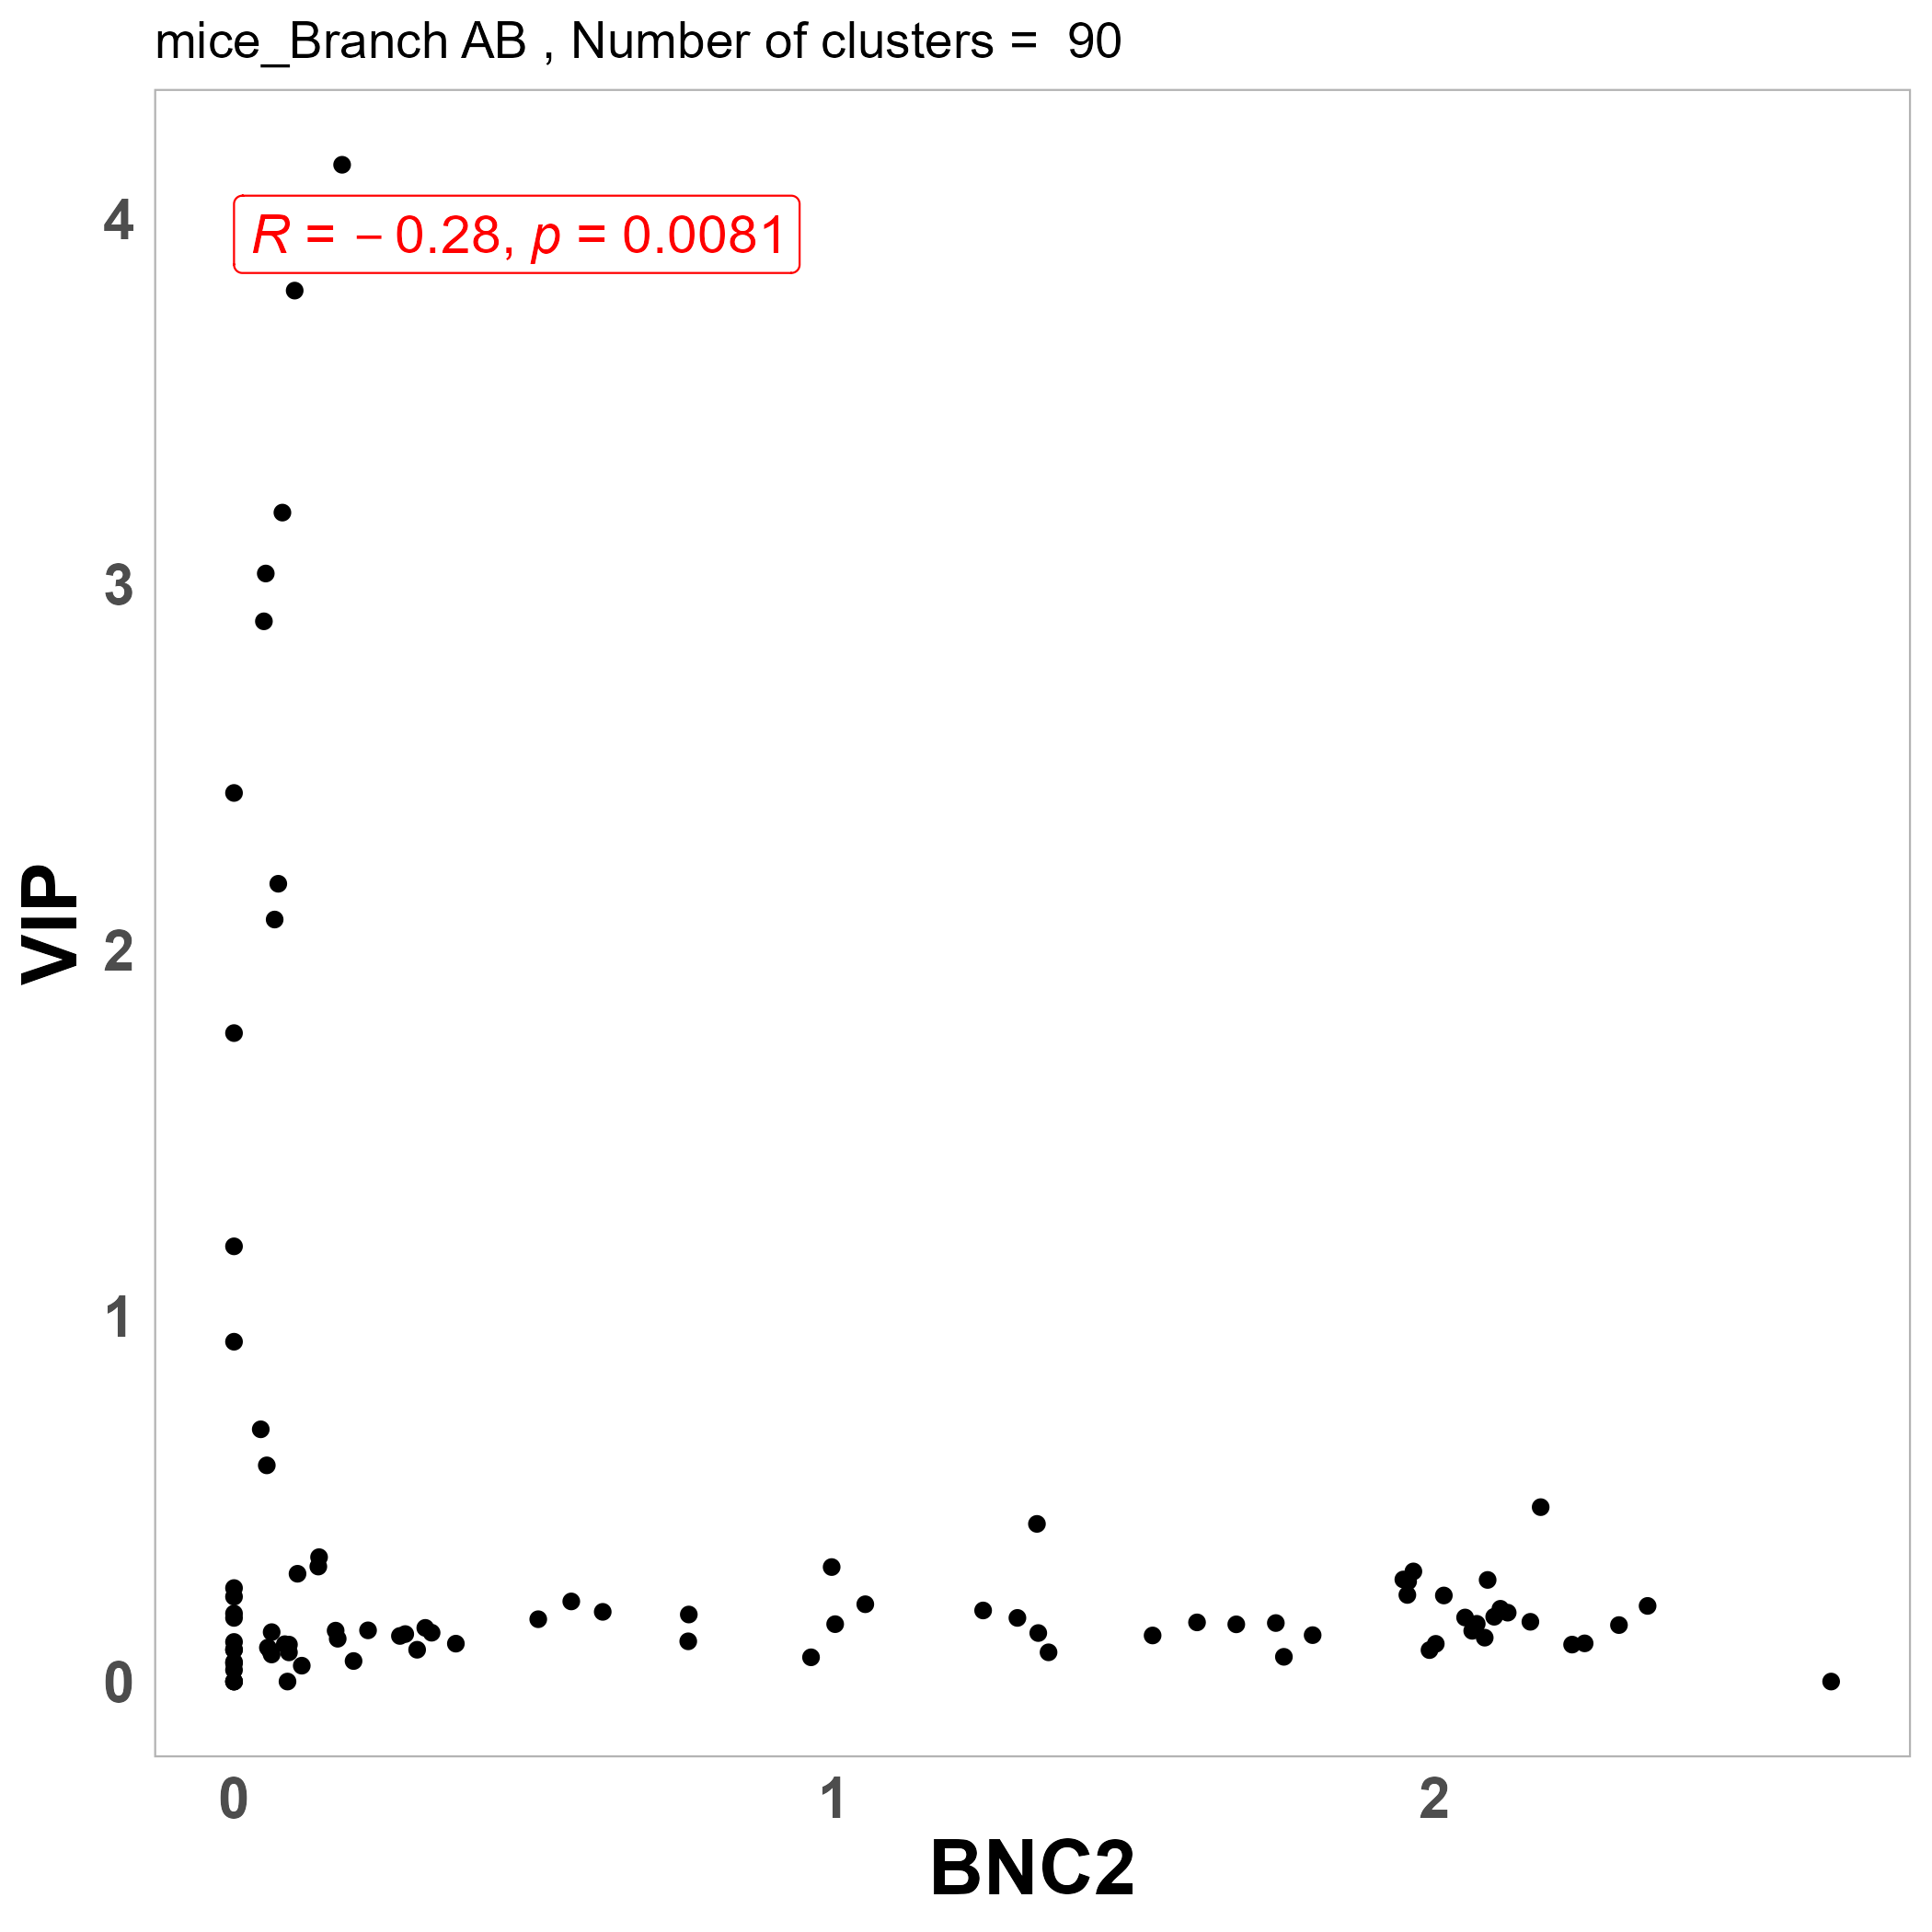 mice_Branch AB , Number of clusters =  90
R = − 0.28, p = 0.0081
4
3
2
1
0
VIP
0 1 2
BNC2